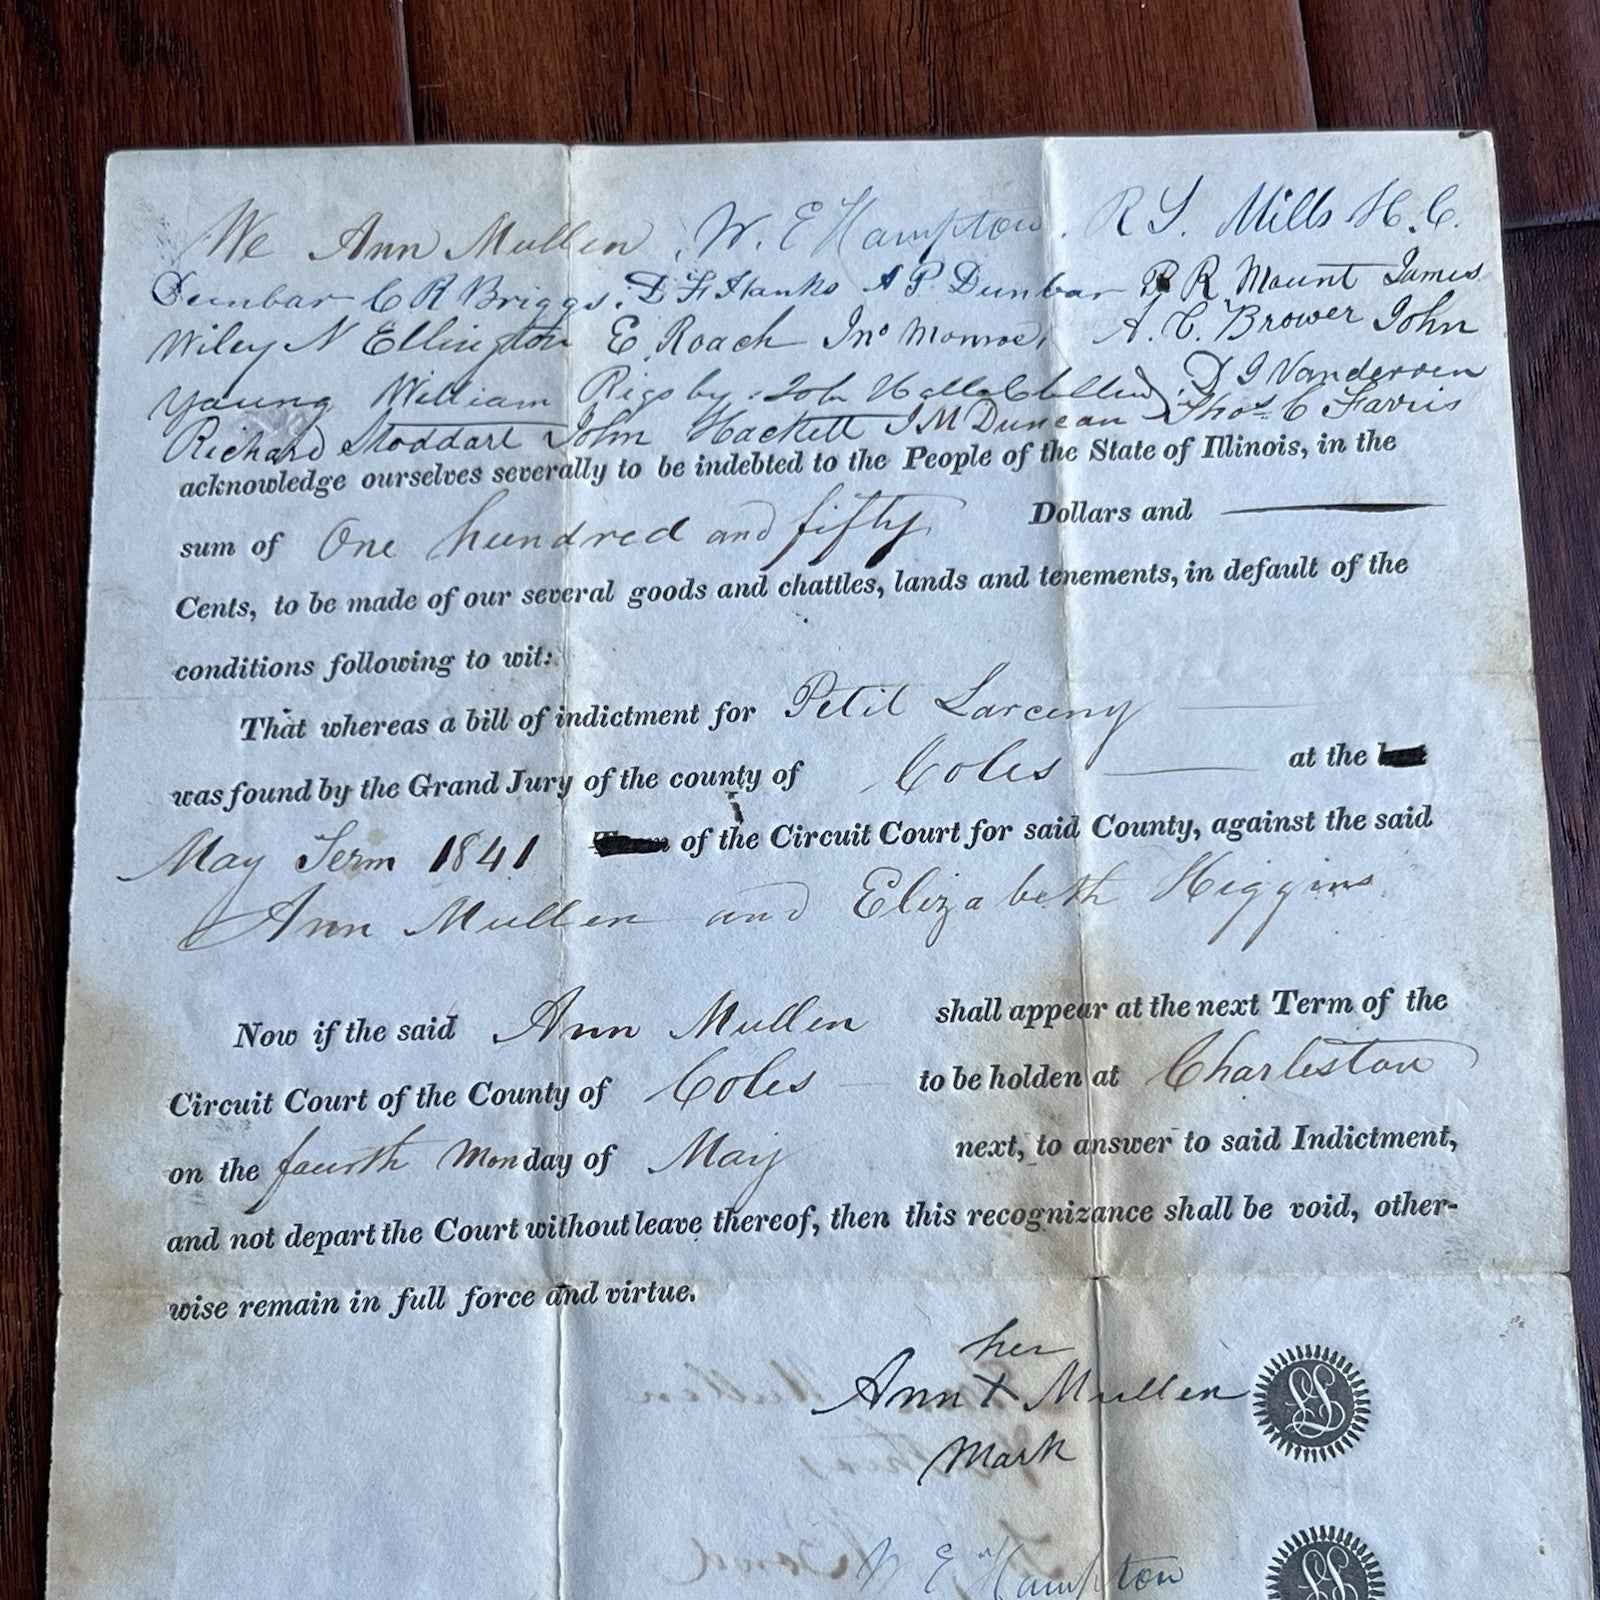 We Ann Mullen, W. E Hampton. R S. Mills H. C.
Dunbar C R Briggs. D F Hanks A P. Dunbar R R Mount James
Wiley N Ellington E. Roach Jno Monroe, A. C. Brower John
Young William Rigsby. John D J Vanderen
Richard Stoddart John Hackett J M Duncan Thos C Farris
acknowledge ourselves severally to be indebted to the People of the State of Illinois, in the
sum of One hundred and fifty Dollars and
Cents, to be made of our several goods and chattles, lands and tenements, in default of the
conditions following to wit:
That whereas a bill of indictment for Petit Larceny
was found by the Grand Jury of the county of Coles at the
May Term 1841 of the Circuit Court for said County, against the said
Ann Mullen and Elizabeth Higgins
Now if the said Ann Mullen shall appear at the next Term of the
Circuit Court of the County of Coles to be holden at Charleston
on the fourth Monday of May next, to answer to said Indictment,
and not depart the Court without leave thereof, then this recognizance shall be void, other-
wise remain in full force and virtue.
her
Ann X Mullen LS
Mark
W E Hampton LS